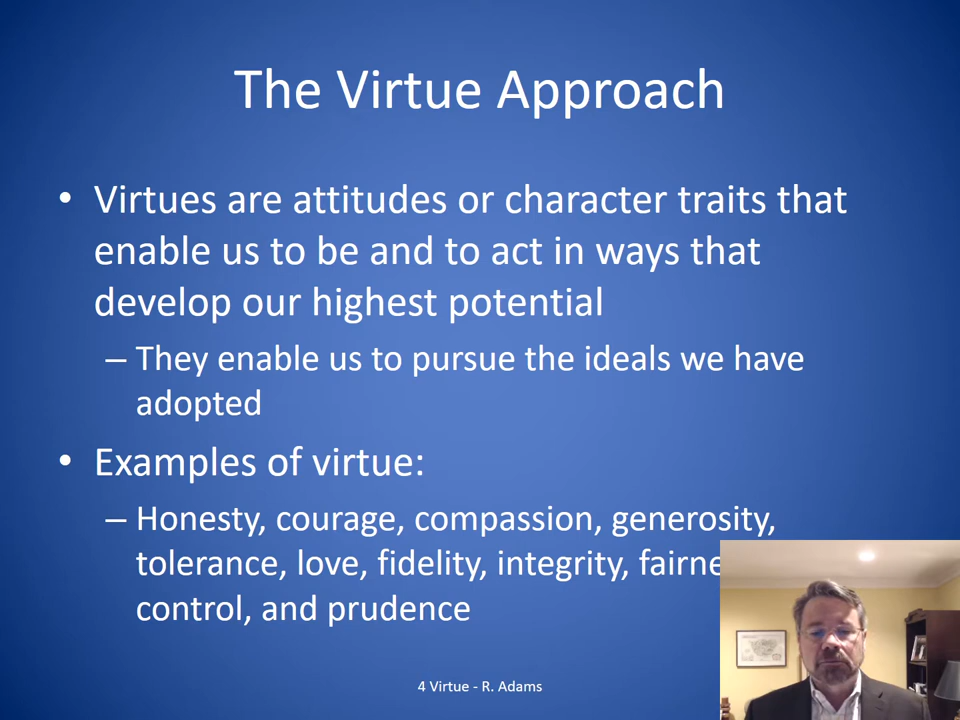 The Virtue Approach
• Virtues are attitudes or character traits that
enable us to be and to act in ways that
develop our highest potential
– They enable us to pursue the ideals we have
adopted
• Examples of virtue:
– Honesty, courage, compassion, generosity,
tolerance, love, fidelity, integrity,
control, and prudence
4 Virtue - R. Adams